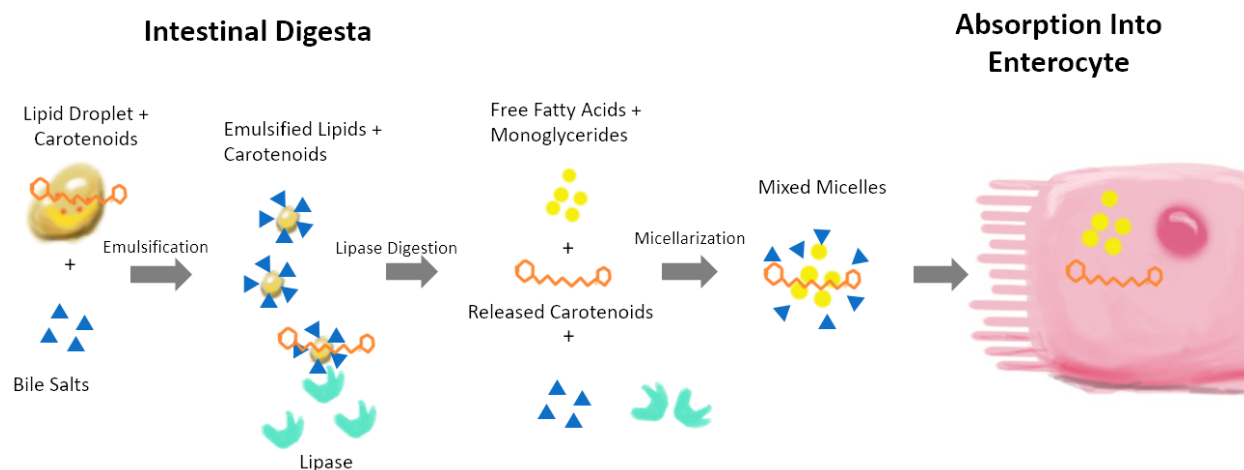 Intestinal Digesta
Absorption Into
Enterocyte
Lipid Droplet +
Carotenoids
Bile Salts
Emulsification
Emulsified Lipids +
Carotenoids
Lipase
Lipase Digestion
Free Fatty Acids +
Monoglycerides
+
+
Released Carotenoids
+
Micellarization
Mixed Micelles